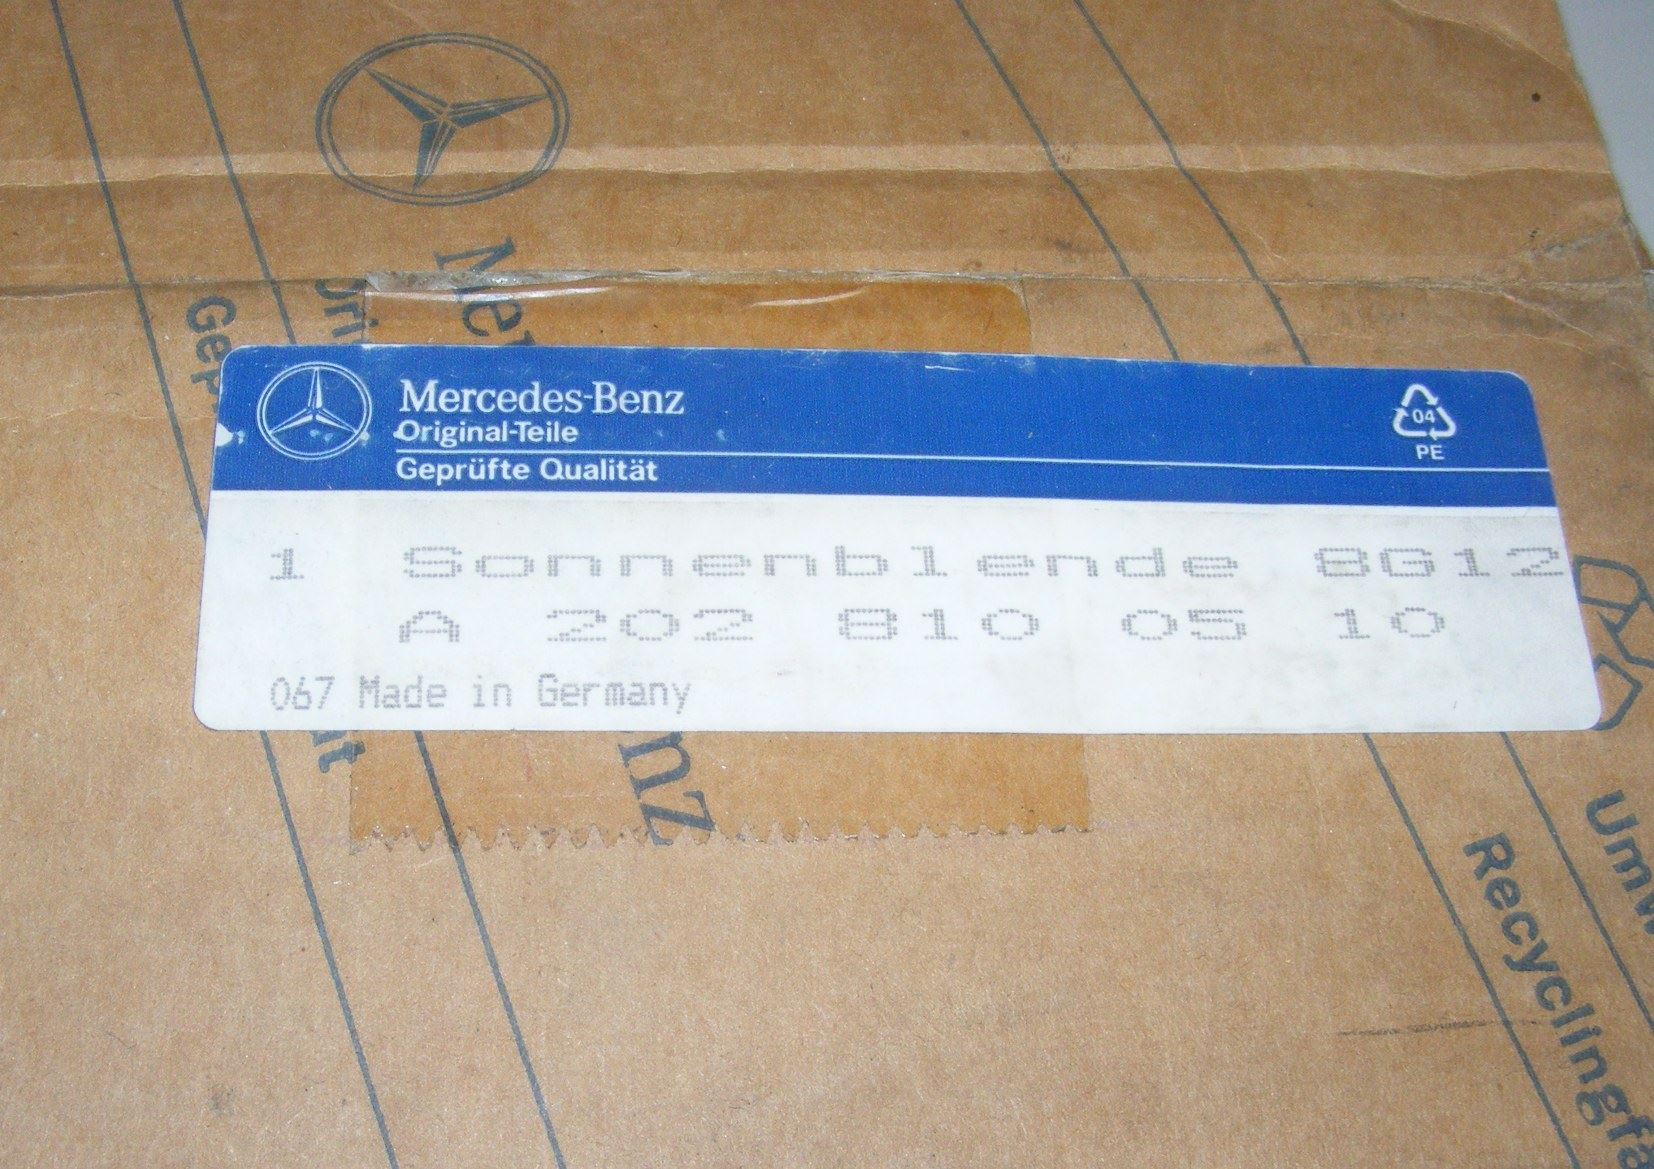 Mercedes-Benz
Original-Teile
Geprüfte Qualität
04
PE
1 Sonnenblende 8G12
A 202 810 05 10
067 Made in Germany